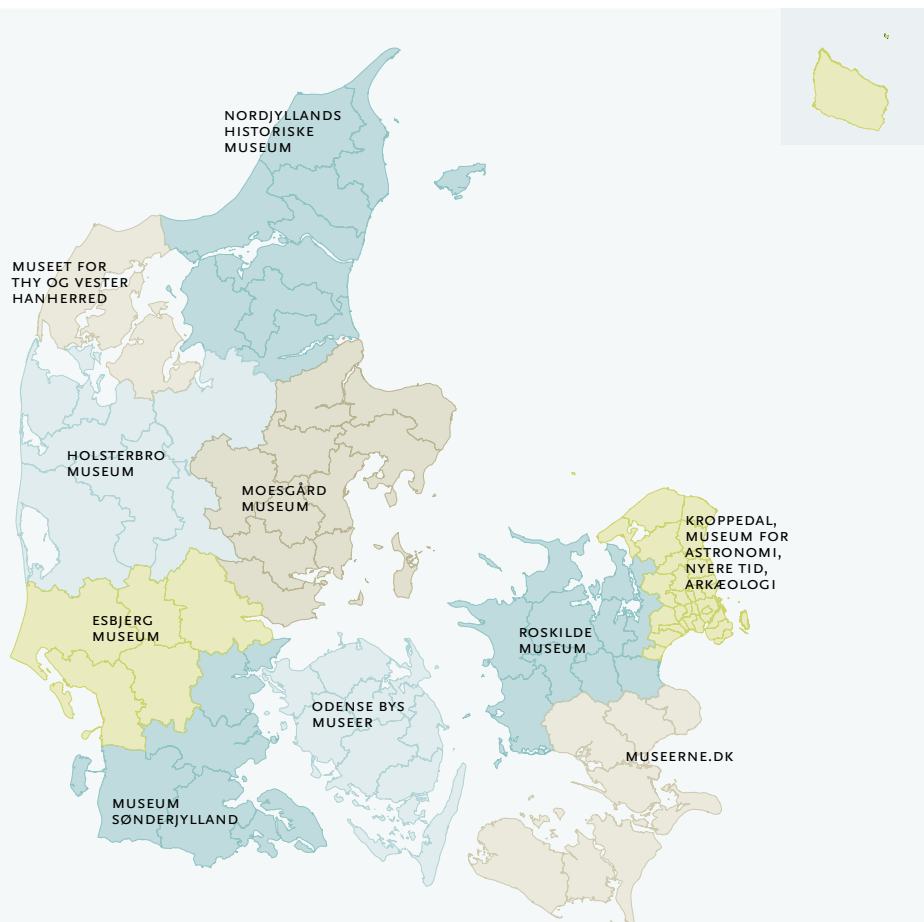 NORDJYLLANDS
HISTORISKE
MUSEUM
MUSEET FOR
THY OG VESTER
HANHERRED
HOLSTERBRO
MUSEUM
MOESGÅRD
MUSEUM
KROPPEDAL,
MUSEUM FOR
ASTRONOMI,
NYERE TID,
ARKÆOLOGI
ESBJERG
MUSEUM
ROSKILDE
MUSEUM
ODENSE BYS
MUSEER
MUSEERNE.DK
MUSEUM
SØNDERJYLLAND